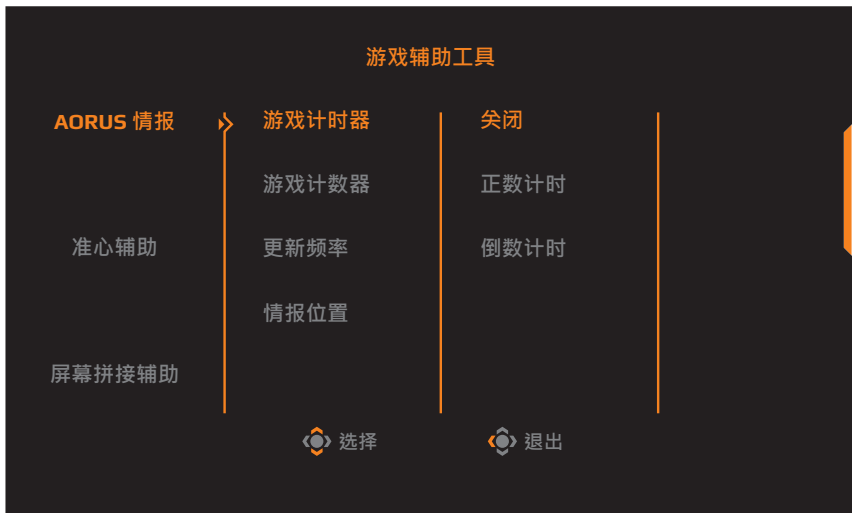 游戏辅助工具
AORUS 情报
游戏计时器
关闭
游戏计数器
正数计时
准心辅助
更新频率
倒数计时
情报位置
屏幕拼接辅助
选择
退出